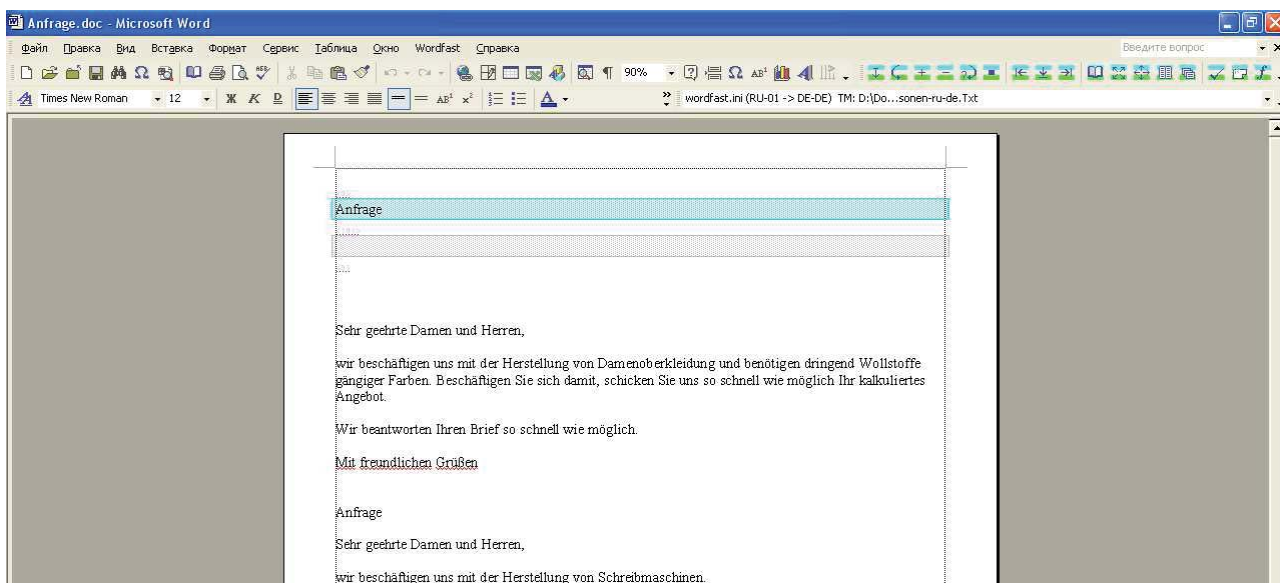 Anfrage.doc - Microsoft Word
Файл Правка Вид Вставка Формат Сервис Таблица Окно Wordfast Справка Введите вопрос
90%
Times New Roman 12 Ж К Ч wordfast.ini (RU-01 -> DE-DE) TM: D:\Do...sonen-ru-de.Txt
Anfrage
Sehr geehrte Damen und Herren,
wir beschäftigen uns mit der Herstellung von Damenoberkleidung und benötigen dringend Wollstoffe
gängiger Farben. Beschäftigen Sie sich damit, schicken Sie uns so schnell wie möglich Ihr kalkuliertes
Angebot.
Wir beantworten Ihren Brief so schnell wie möglich.
Mit freundlichen Grüßen
Anfrage
Sehr geehrte Damen und Herren,
wir beschäftigen uns mit der Herstellung von Schreibmaschinen.